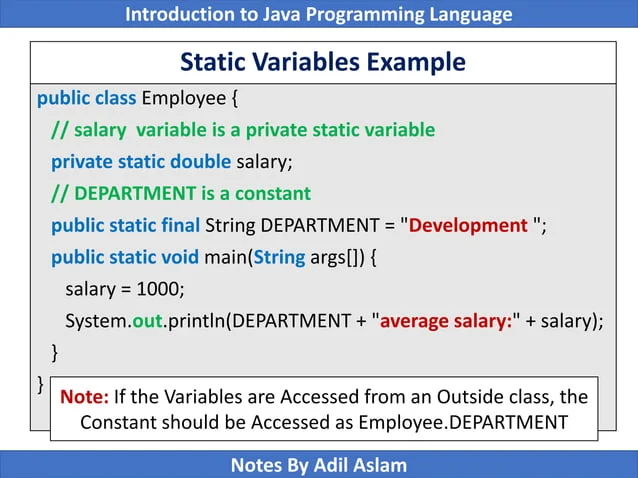 Introduction to Java Programming Language
Static Variables Example
public class Employee {
// salary  variable is a private static variable
private static double salary;
// DEPARTMENT is a constant
public static final String DEPARTMENT = "Development ";
public static void main(String args[]) {
salary = 1000;
System.out.println(DEPARTMENT + "average salary:" + salary);
}
}
Note: If the Variables are Accessed from an Outside class, the
Constant should be Accessed as Employee.DEPARTMENT
Notes By Adil Aslam